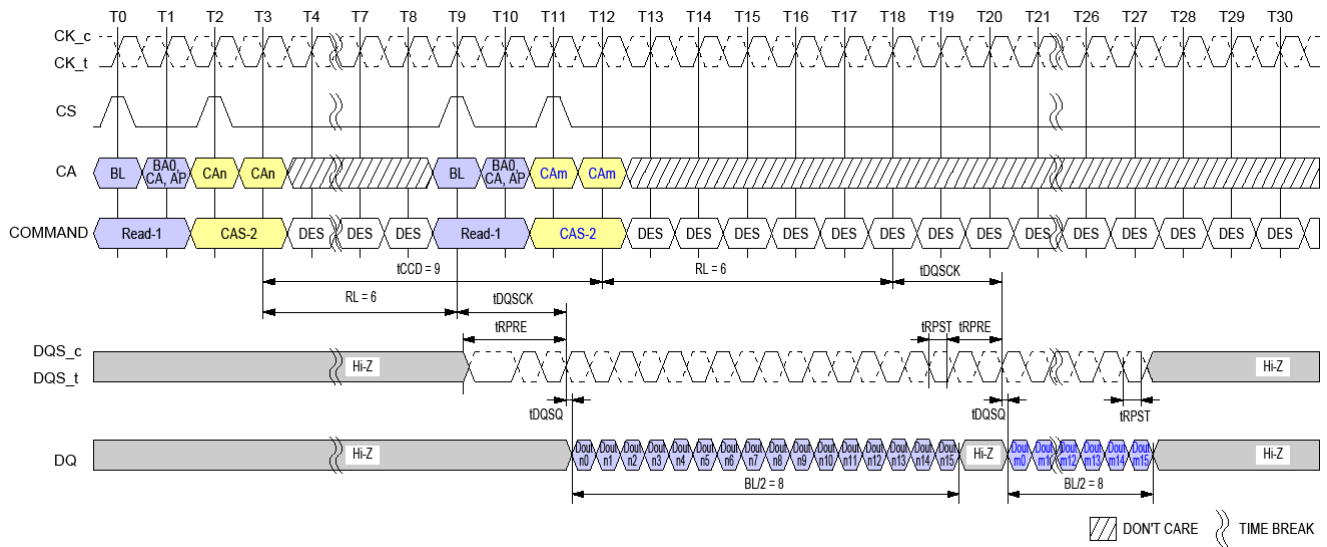 T0 T1 T2 T3 T4 T7 T8 T9 T10 T11 T12 T13 T14 T15 T16 T17 T18 T19 T20 T21 T26 T27 T28 T29 T30
CK_c
CK_t
CS
CA BL BA0, CA, AP CAn CAn BL BA0, CA, AP CAm CAm
COMMAND Read-1 CAS-2 DES DES DES Read-1 CAS-2 DES DES DES DES DES DES DES DES DES DES DES DES DES DES
tCCD = 9 RL = 6 tDQSCK
RL = 6 tDQSCK
tRPRE tRPST tRPRE
DQS_c
DQS_t
Hi-Z Hi-Z
tDQSQ tDQSQ tRPST
DQ Hi-Z Dout n0 Dout n1 Dout n2 Dout n3 Dout n4 Dout n5 Dout n6 Dout n7 Dout n8 Dout n9 Dout n10 Dout n11 Dout n12 Dout n13 Dout n14 Dout n15 Hi-Z Dout m0 Dout Dout m12 Dout m13 Dout m14 Dout m15 Hi-Z
BL/2 = 8 BL/2 = 8
DON'T CARE TIME BREAK